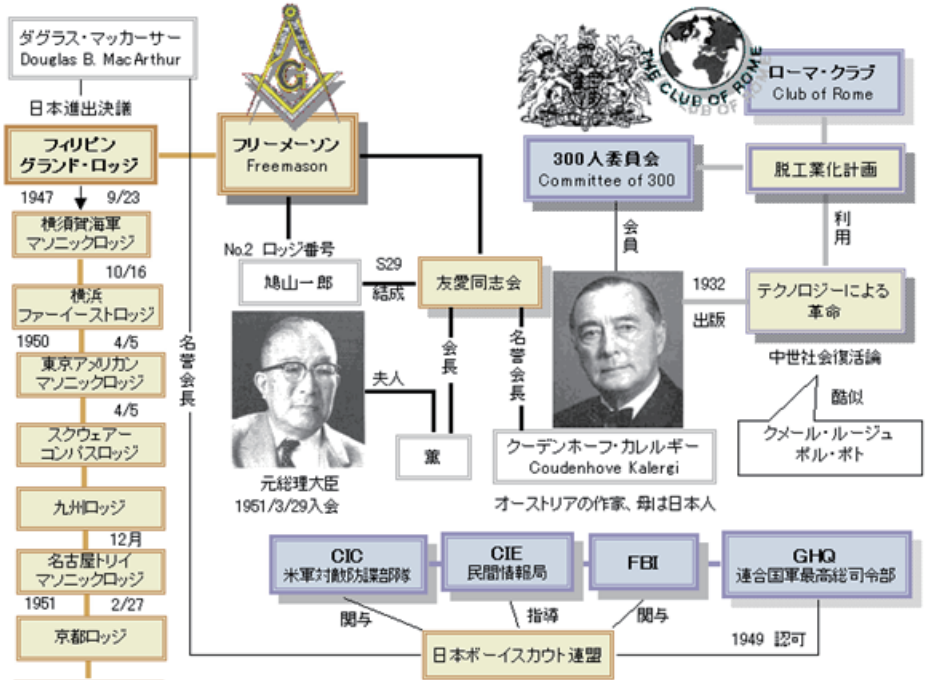 ダグラス・マッカーサー
Douglas B. MacArthur
日本進出決議
フィリピン
グランド・ロッジ
1947 9/23
横須賀海軍
マソニックロッジ
10/16
横浜
ファーイーストロッジ
1950 4/5
東京アメリカン
マソニックロッジ
4/5
スクウェアー
コンパスロッジ
九州ロッジ
12月
名古屋トリイ
マソニックロッジ
1951 2/27
京都ロッジ
名誉会長
G
フリーメーソン
Freemason
No.2 ロッジ番号
鳩山一郎
S29
結成
友愛同志会
会長
名誉会長
夫人
薫
元総理大臣
1951/3/29入会
THE CLUB OF ROME
ローマ・クラブ
Club of Rome
300人委員会
Committee of 300
脱工業化計画
会員
利用
1932
出版
テクノロジーによる
革命
中世社会復活論
酷似
クメール・ルージュ
ポル・ポト
クーデンホーフ・カレルギー
Coudenhove Kalergi
オーストリアの作家、母は日本人
CIC
米軍対敵防諜部隊
CIE
民間情報局
FBI
GHQ
連合国軍最高総司令部
関与
指導
関与
1949 認可
日本ボーイスカウト連盟